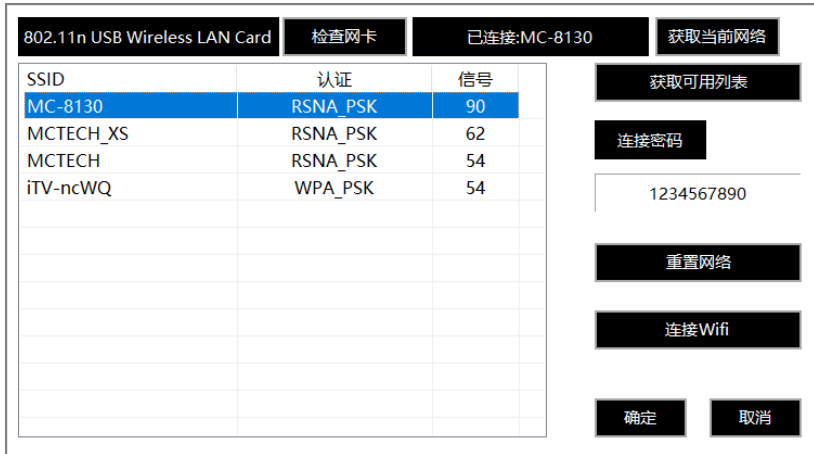 802.11n USB Wireless LAN Card 检查网卡 已连接:MC-8130 获取当前网络
SSID 认证 信号
MC-8130 RSNA_PSK 90
MCTECH_XS RSNA_PSK 62
MCTECH RSNA_PSK 54
iTV-ncWQ WPA_PSK 54
获取可用列表
连接密码
1234567890
重置网络
连接Wifi
确定 取消